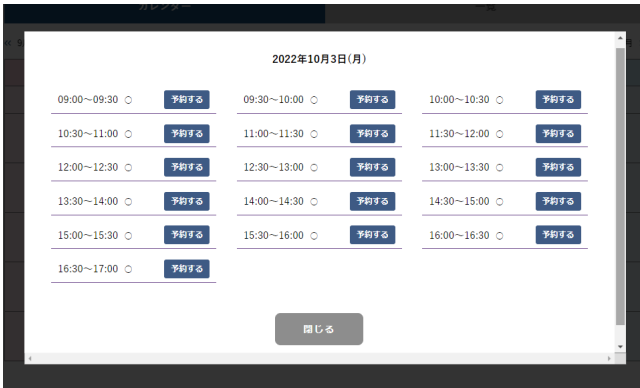 カレンダー
一覧
2022年10月3日(月)
09:00～09:30 ○ 予約する 09:30～10:00 ○ 予約する 10:00～10:30 ○ 予約する
10:30～11:00 ○ 予約する 11:00～11:30 ○ 予約する 11:30～12:00 ○ 予約する
12:00～12:30 ○ 予約する 12:30～13:00 ○ 予約する 13:00～13:30 ○ 予約する
13:30～14:00 ○ 予約する 14:00～14:30 ○ 予約する 14:30～15:00 ○ 予約する
15:00～15:30 ○ 予約する 15:30～16:00 ○ 予約する 16:00～16:30 ○ 予約する
16:30～17:00 ○ 予約する
閉じる